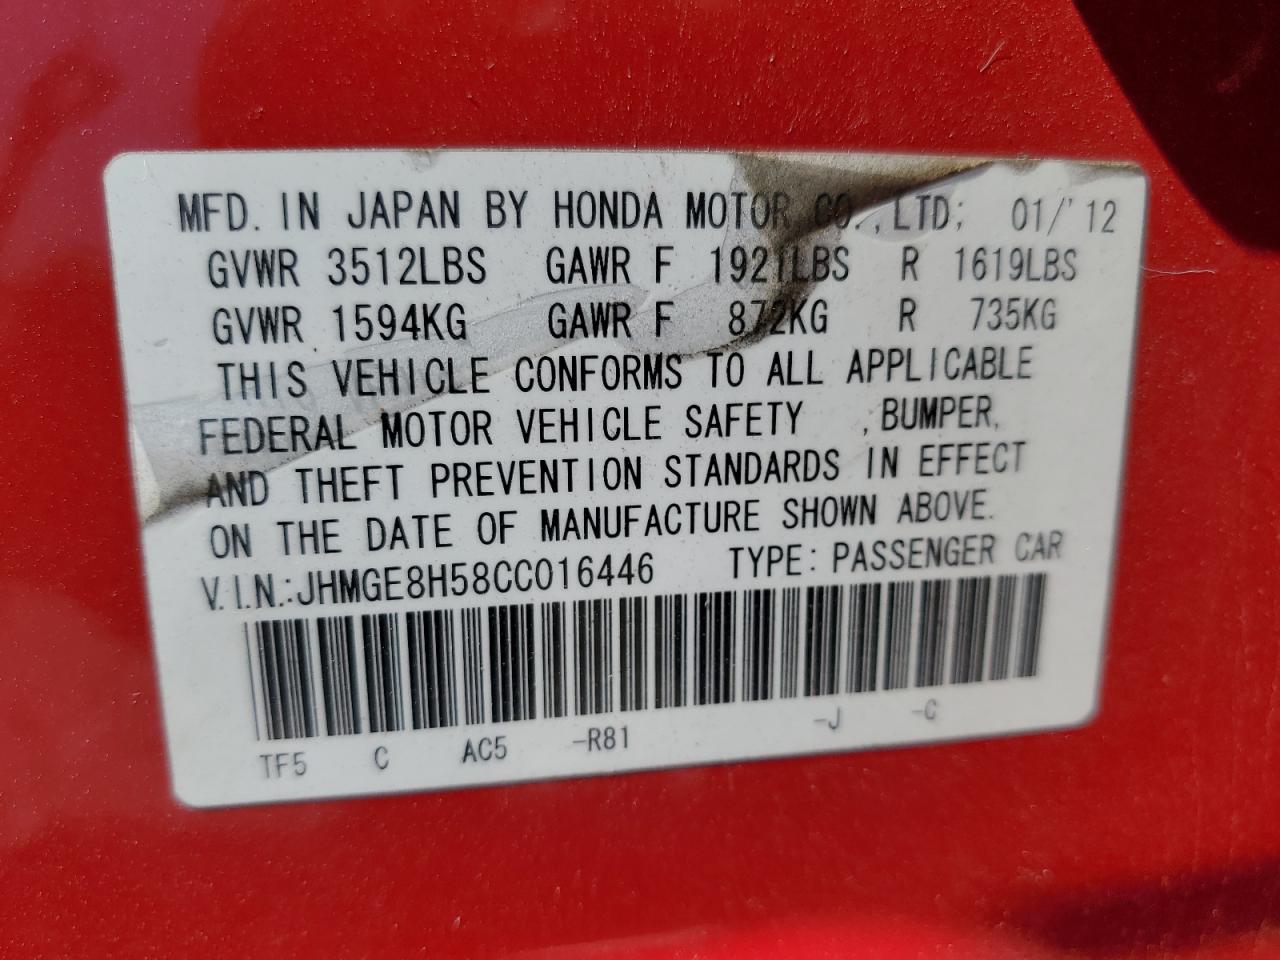 MFD. IN JAPAN BY HONDA MOTOR CO.,LTD; 01/'12
GVWR 3512LBS GAWR F 1921LBS R 1619LBS
GVWR 1594KG GAWR F 872KG R 735KG
THIS VEHICLE CONFORMS TO ALL APPLICABLE
FEDERAL MOTOR VEHICLE SAFETY ,BUMPER,
AND THEFT PREVENTION STANDARDS IN EFFECT
ON THE DATE OF MANUFACTURE SHOWN ABOVE.
V.I.N.:JHMGE8H58CC016446 TYPE: PASSENGER CAR
TF5 C AC5 -R81 -J -C